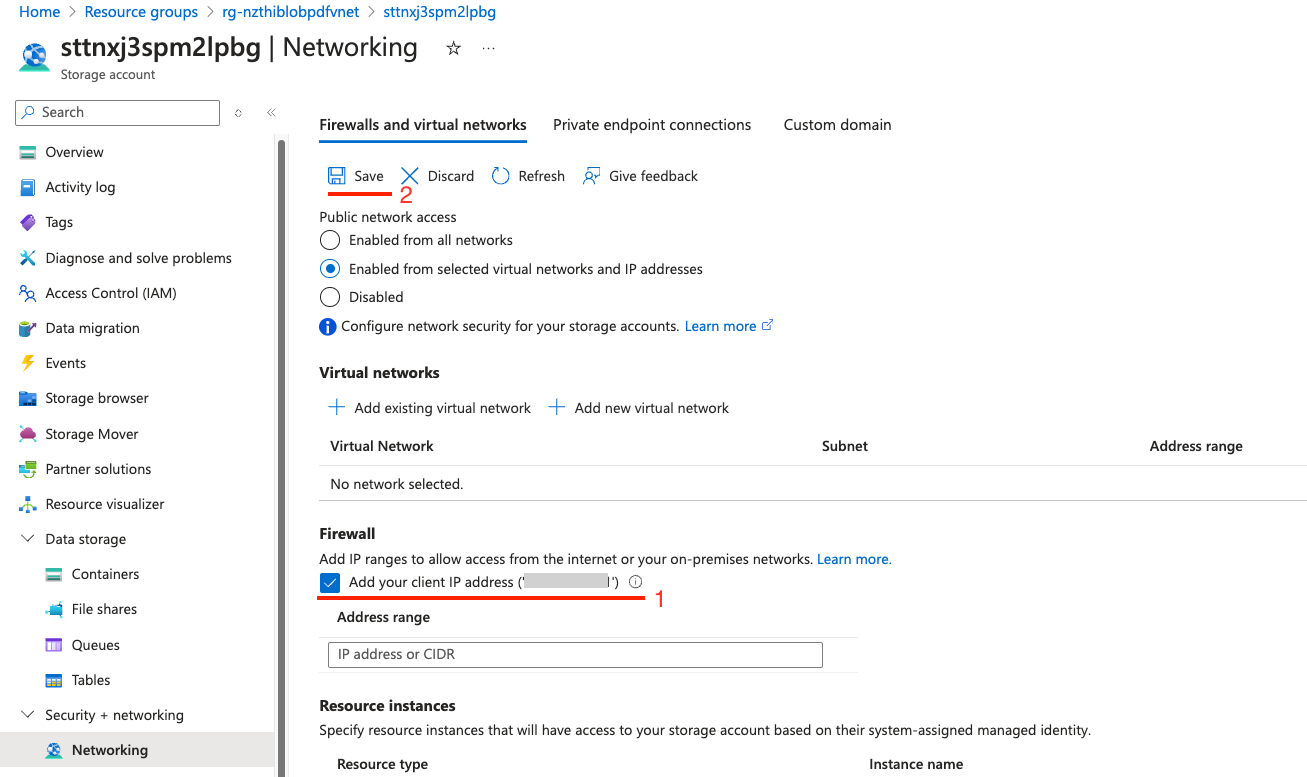 Home > Resource groups > rg-nzthiblobpdfvnet > sttnxj3spm2lpbg
sttnxj3spm2lpbg | Networking ☆ ...
Storage account
Search
Overview
Activity log
Tags
Diagnose and solve problems
Access Control (IAM)
Data migration
Events
Storage browser
Storage Mover
Partner solutions
Resource visualizer
Data storage
Containers
File shares
Queues
Tables
Security + networking
Networking
Firewalls and virtual networks Private endpoint connections Custom domain
Save Discard Refresh Give feedback
2
Public network access
Enabled from all networks
Enabled from selected virtual networks and IP addresses
Disabled
Configure network security for your storage accounts. Learn more
Virtual networks
+ Add existing virtual network + Add new virtual network
Virtual Network Subnet Address range
No network selected.
Firewall
Add IP ranges to allow access from the internet or your on-premises networks. Learn more.
Add your client IP address (' ')
1
Address range
IP address or CIDR
Resource instances
Specify resource instances that will have access to your storage account based on their system-assigned managed identity.
Resource type Instance name